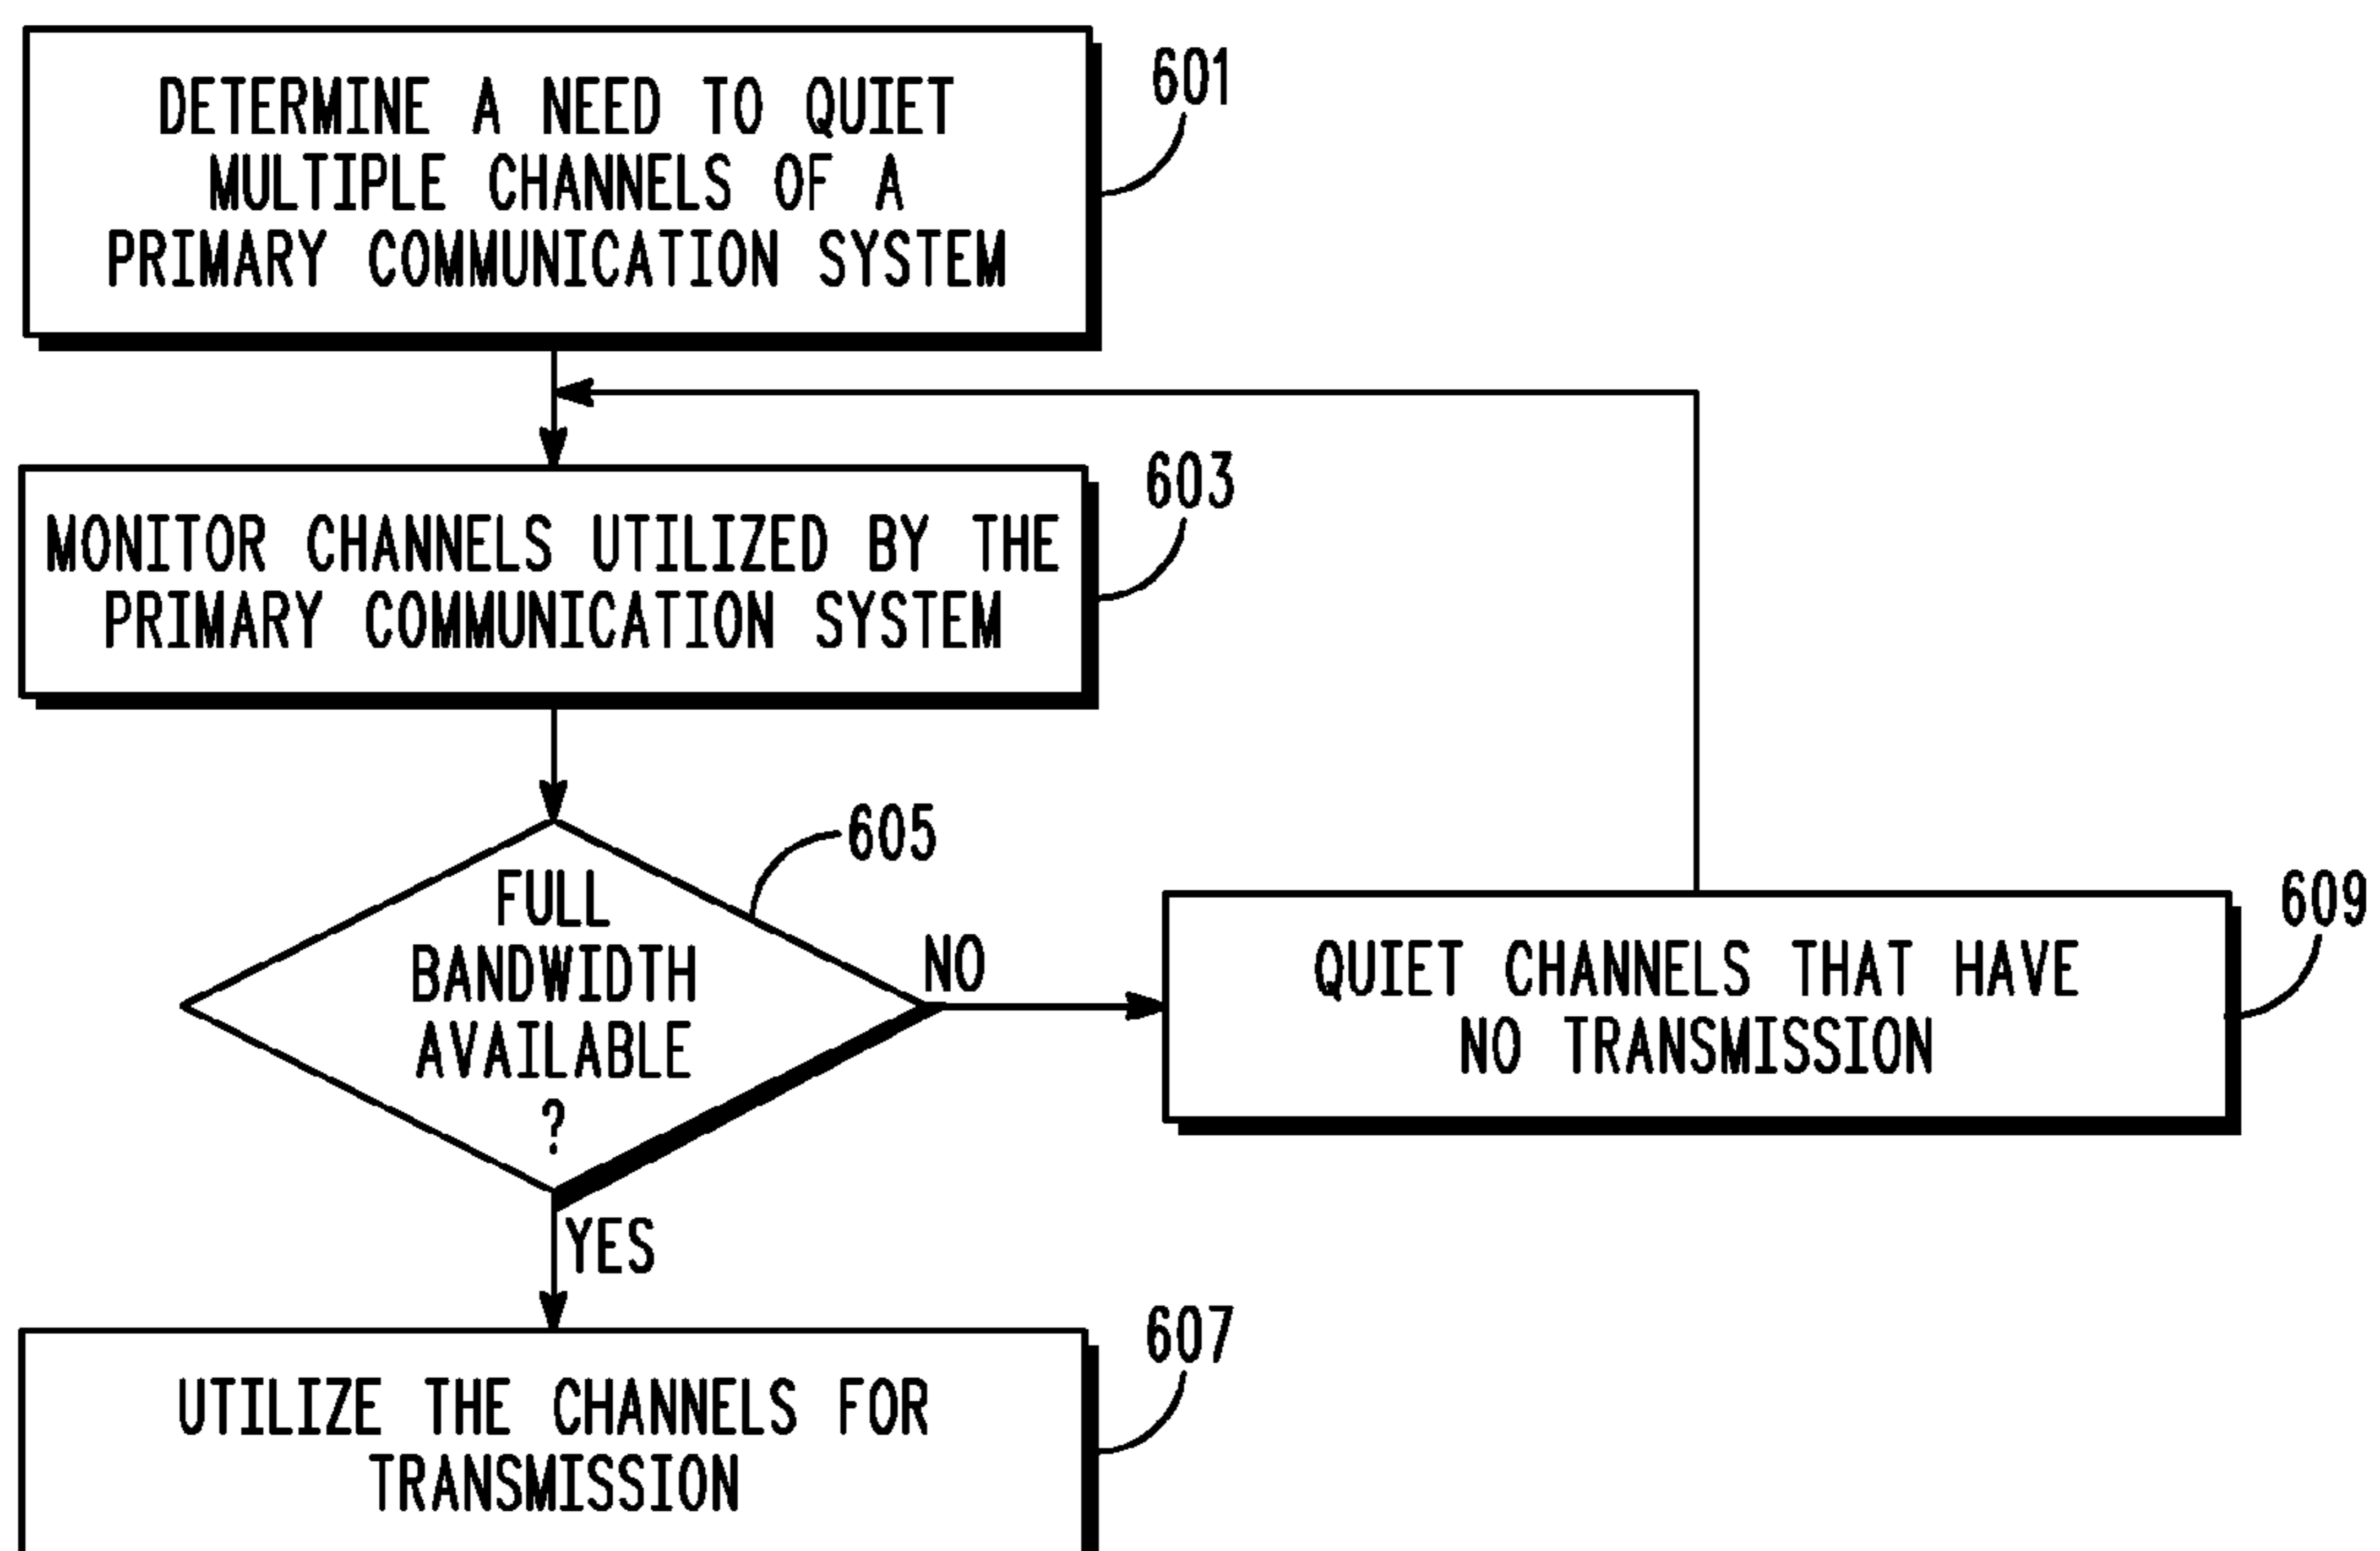 DETERMINE A NEED TO QUIET
MULTIPLE CHANNELS OF A
PRIMARY COMMUNICATION SYSTEM
601
MONITOR CHANNELS UTILIZED BY THE
PRIMARY COMMUNICATION SYSTEM
603
FULL
BANDWIDTH
AVAILABLE
?
605
NO
QUIET CHANNELS THAT HAVE
NO TRANSMISSION
609
YES
UTILIZE THE CHANNELS FOR
TRANSMISSION
607